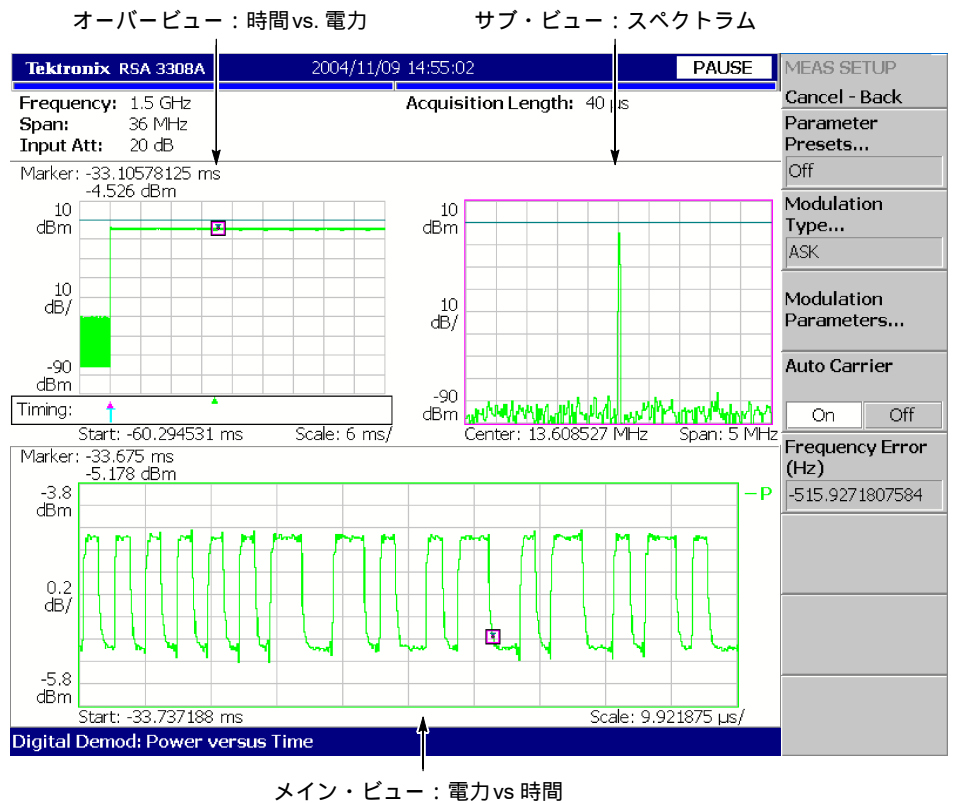 オーバービュー：時間 vs. 電力
サブ・ビュー：スペクトラム
Tektronix RSA 3308A 2004/11/09 14:55:02 PAUSE
Frequency: 1.5 GHz Acquisition Length: 40 µs
Span: 36 MHz
Input Att: 20 dB
Marker: -33.10578125 ms
-4.526 dBm
10
dBm
10
dB/
-90
dBm
Timing:
Start: -60.294531 ms Scale: 6 ms/
10
dBm
10
dB/
-90
dBm
Center: 13.608527 MHz Span: 5 MHz
Marker: -33.675 ms
-5.178 dBm
-3.8
dBm
0.2
dB/
-5.8
dBm
P
Start: -33.737188 ms Scale: 9.921875 µs/
Digital Demod: Power versus Time
MEAS SETUP
Cancel - Back
Parameter
Presets...
Off
Modulation
Type...
ASK
Modulation
Parameters...
Auto Carrier
On Off
Frequency Error
(Hz)
-515.9271807584
メイン・ビュー：電力 vs 時間